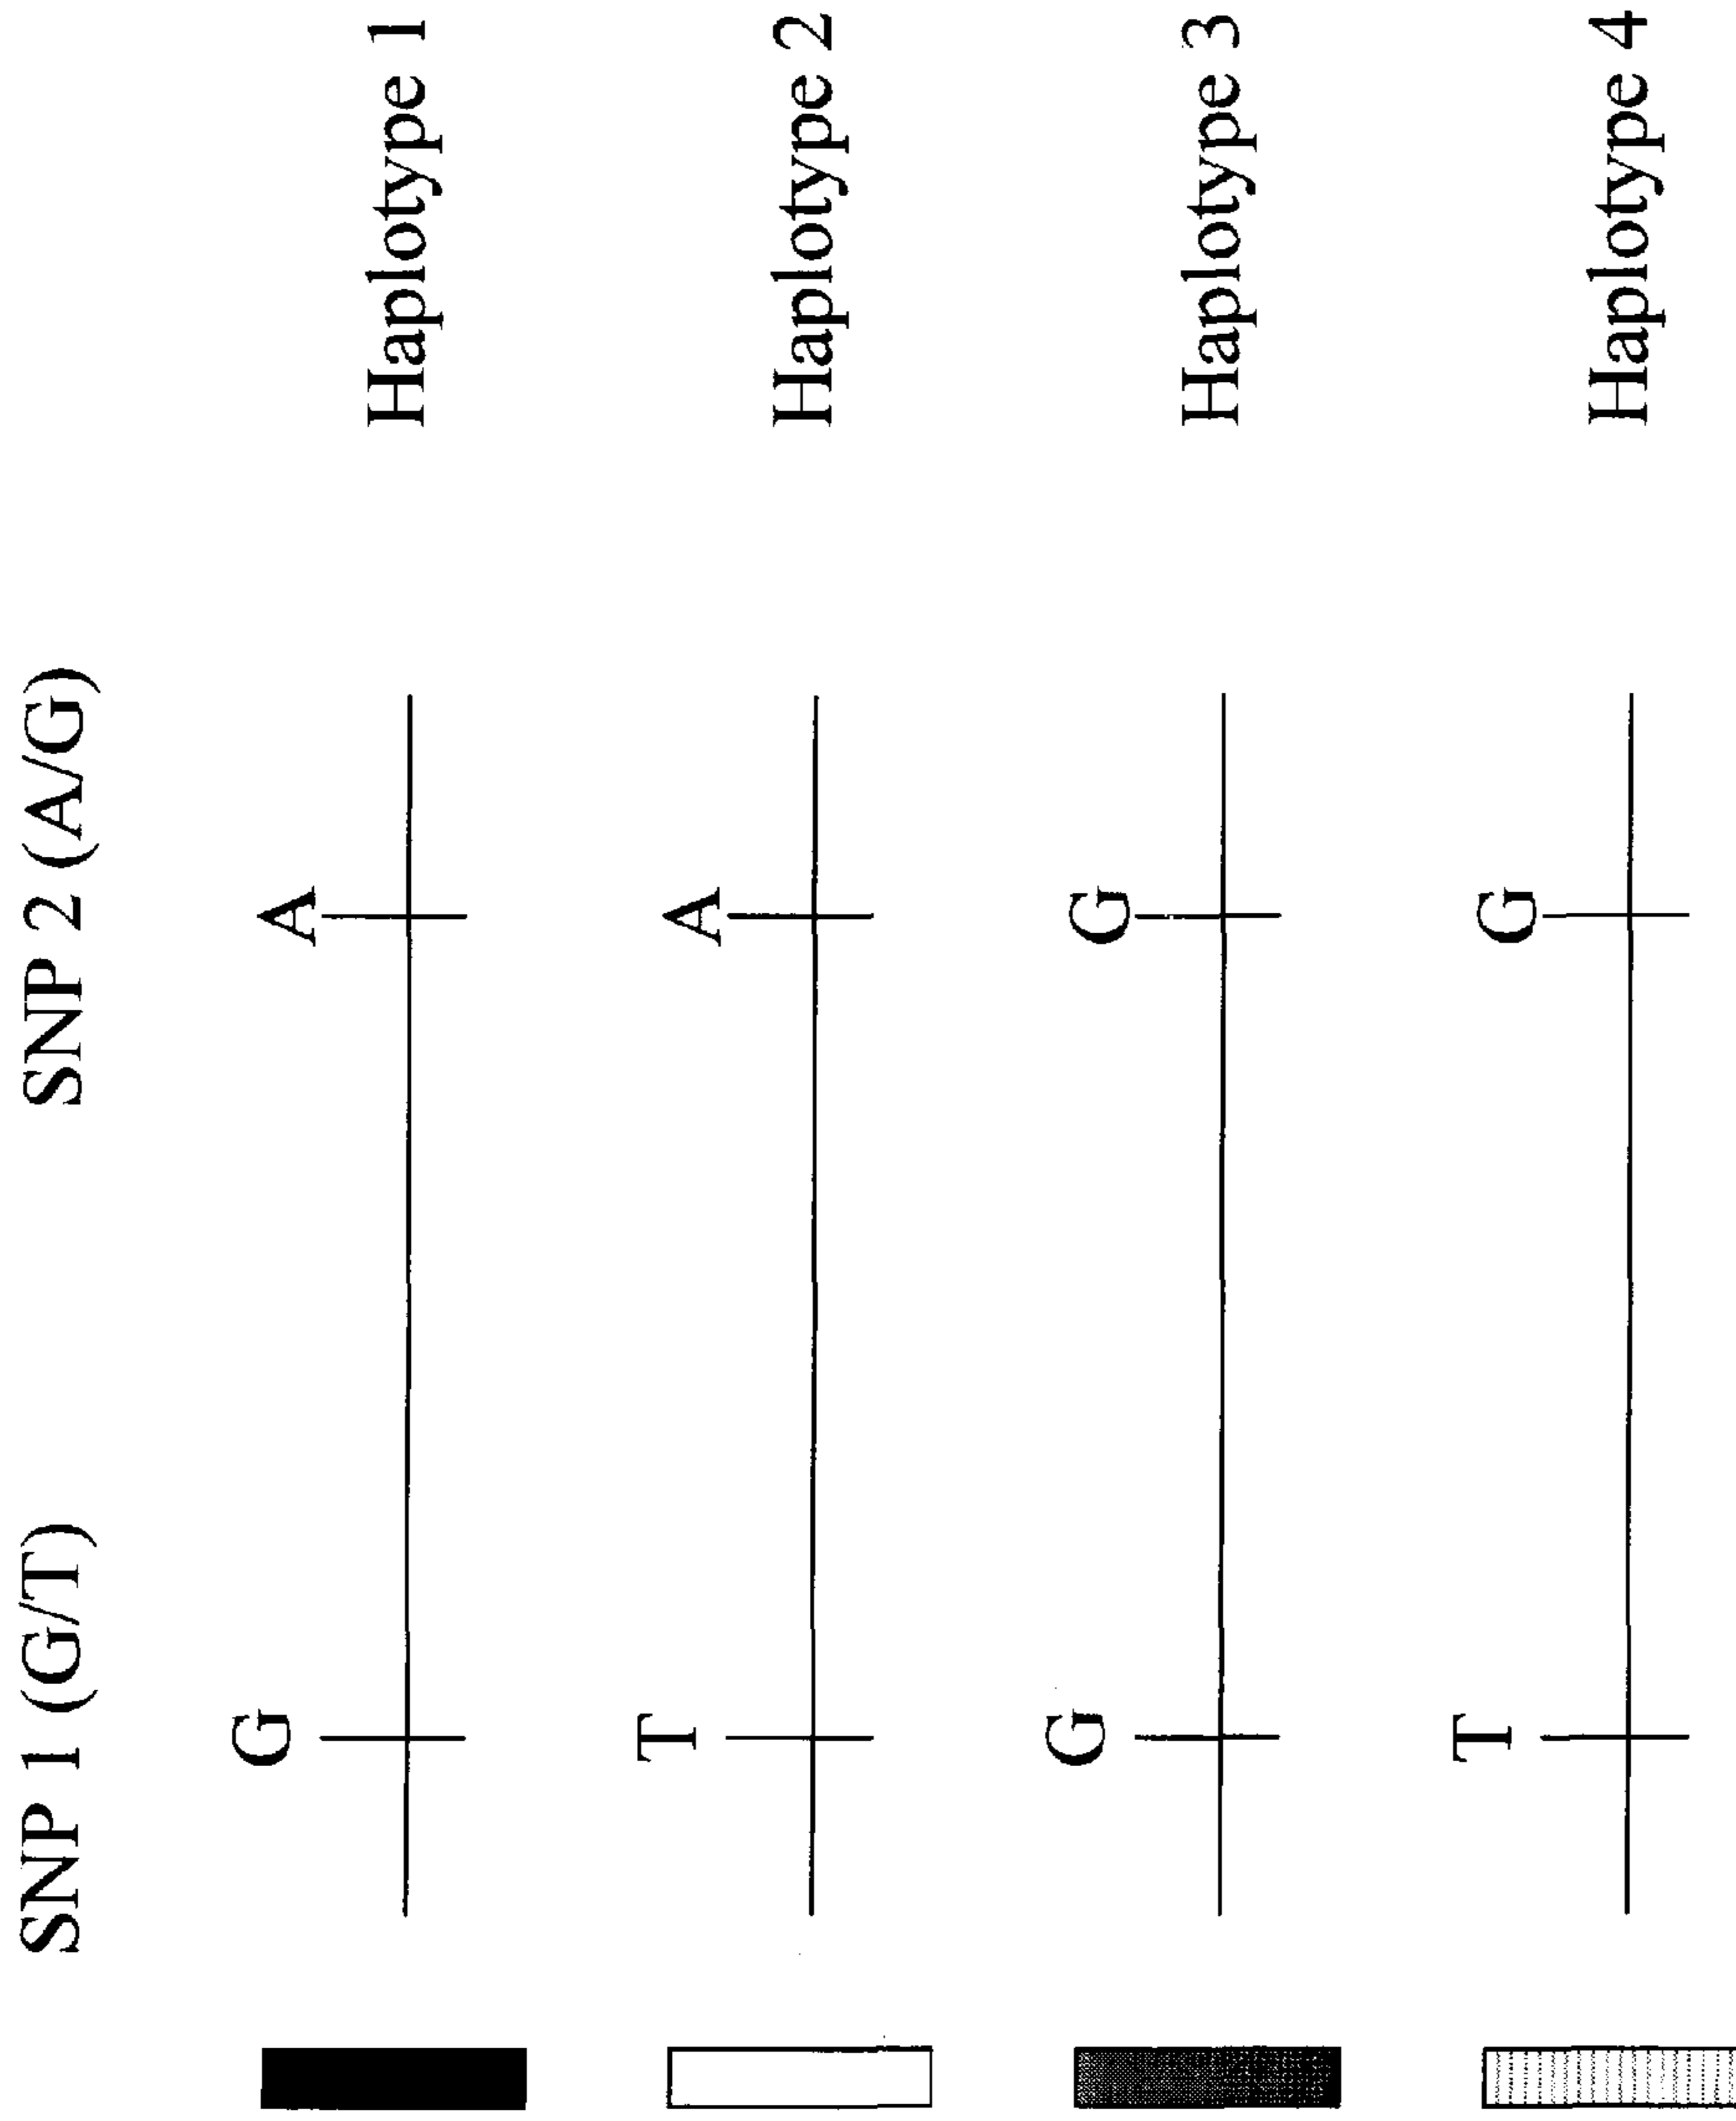 SNP 1 (G/T) SNP 2 (A/G)
G A Haplotype 1
T A Haplotype 2
G G Haplotype 3
T G Haplotype 4